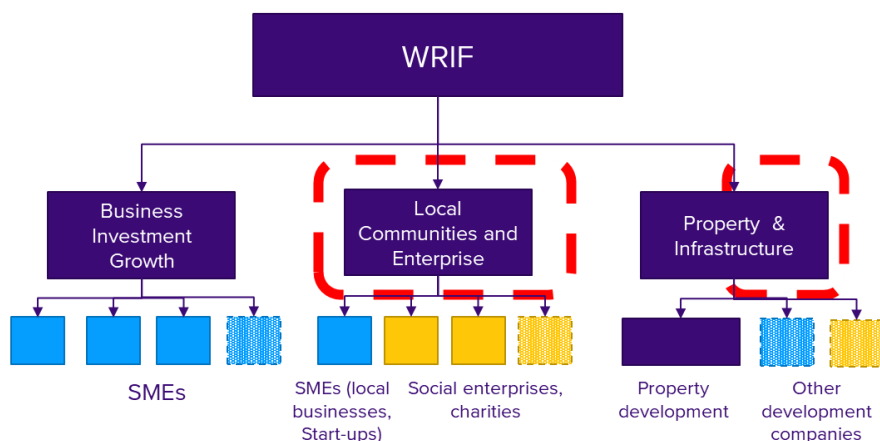 WRIF
Business
Investment
Growth
Local
Communities and
Enterprise
Property &
Infrastructure
SMEs
SMEs (local
businesses,
Start-ups)
Social enterprises,
charities
Property
development
Other
development
companies